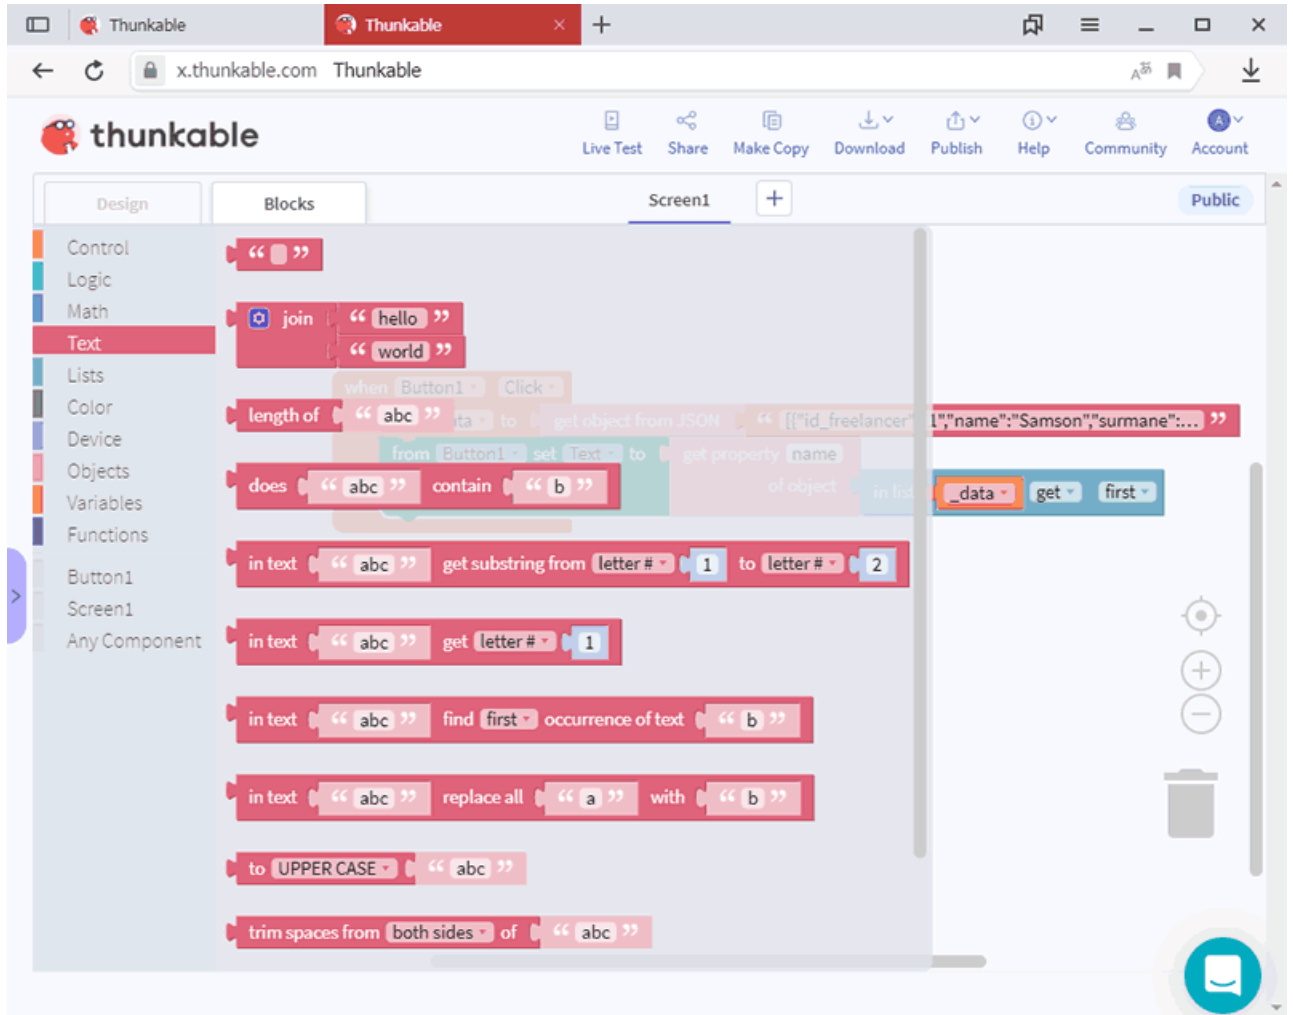 Thunkable
Thunkable
x.thunkable.com Thunkable
thunkable
Live Test Share Make Copy Download Publish Help Community Account
A
Design Blocks Screen1 + Public
Control
Logic
Math
Text
Lists
Color
Device
Objects
Variables
Functions
Button1
Screen1
Any Component
“ ”
join “ hello ”
“ world ”
when Button1 Click
length of “ abc ” ata to get object from JSON “ [{"id_freelancer" 1","name":"Samson","surmane":... ”
from Button1 set Text to get property name
does “ abc ” contain “ b ” of object in list _data get first
in text “ abc ” get substring from letter # 1 to letter # 2
in text “ abc ” get letter # 1
in text “ abc ” find first occurrence of text “ b ”
in text “ abc ” replace all “ a ” with “ b ”
to UPPER CASE “ abc ”
trim spaces from both sides of “ abc ”